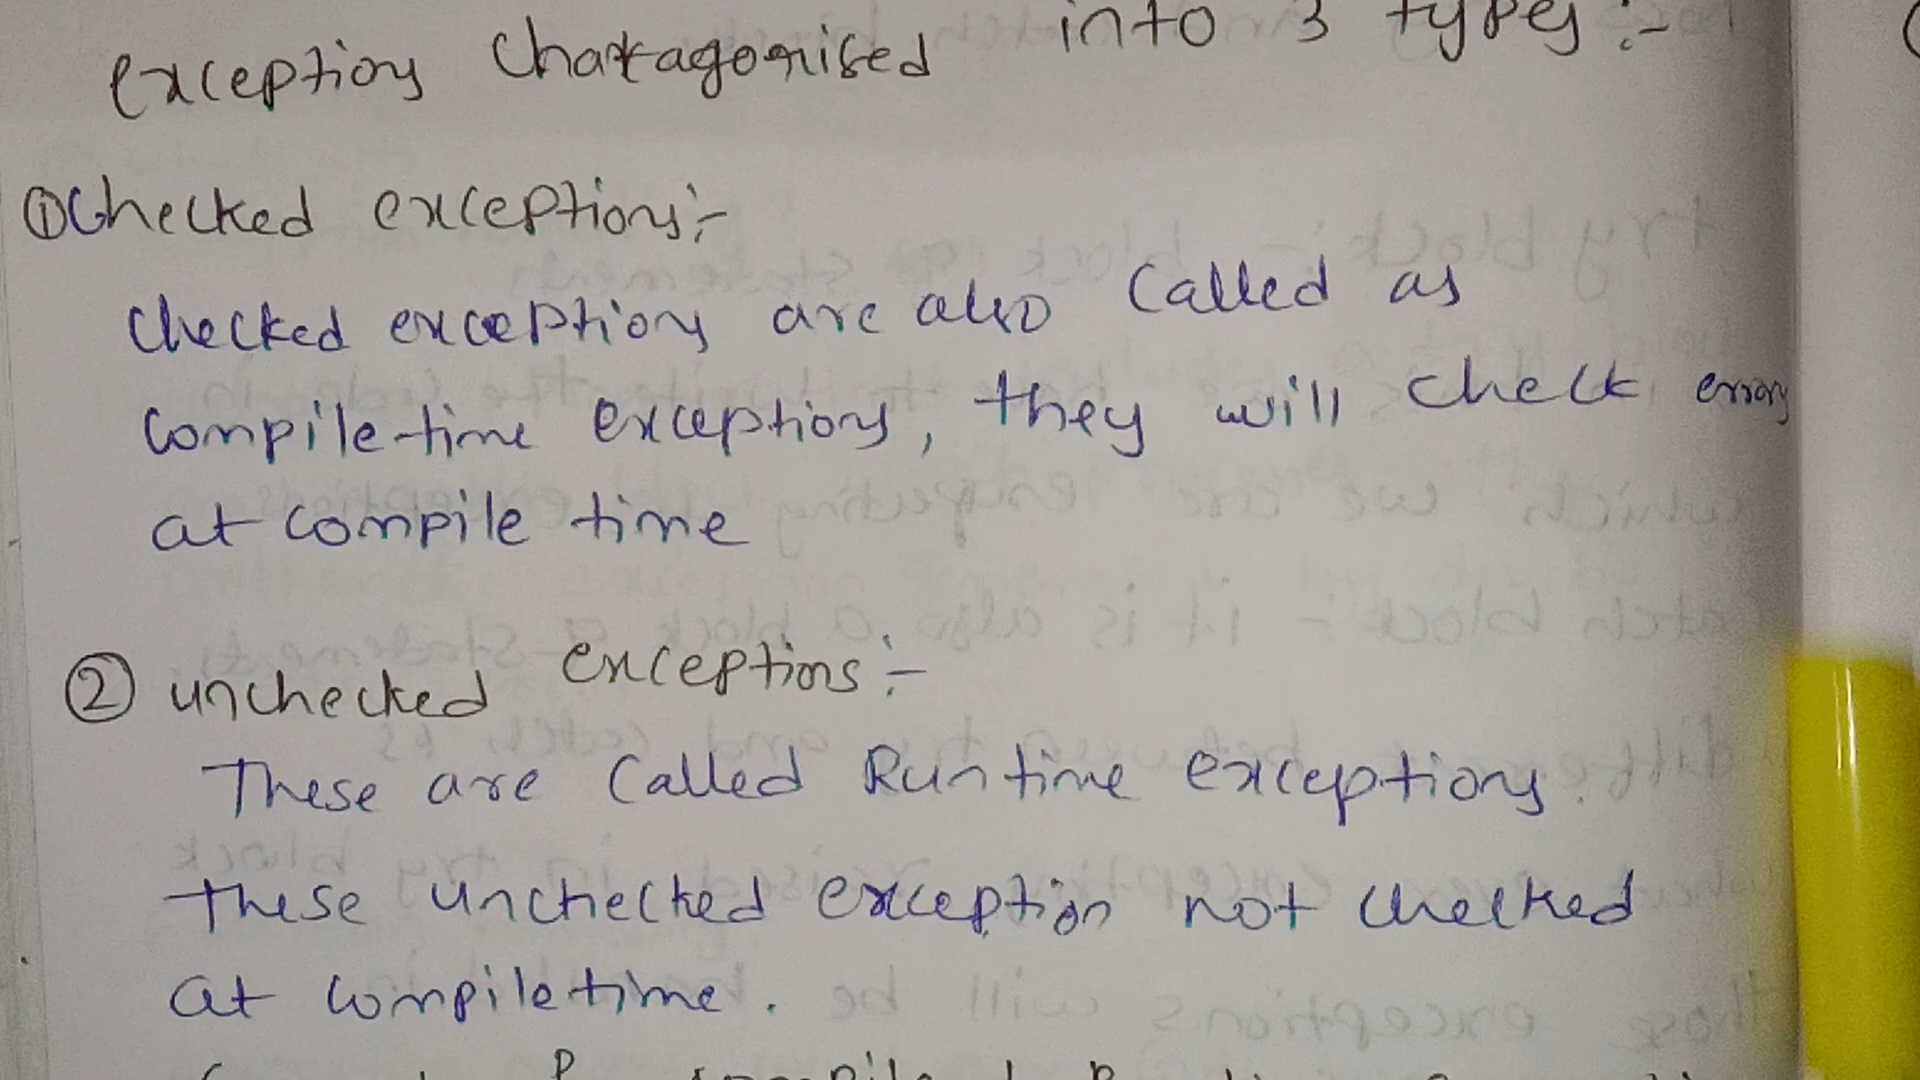 exceptions Chatagorised into 3 types :-
① Checked exceptions :-
Checked exceptions are also Called as
Compile-time exceptions, they will check errors
at compile time
② unchecked exceptions :-
These are Called Runtime exceptions.
these unchecked exception not checked
at compiletime.